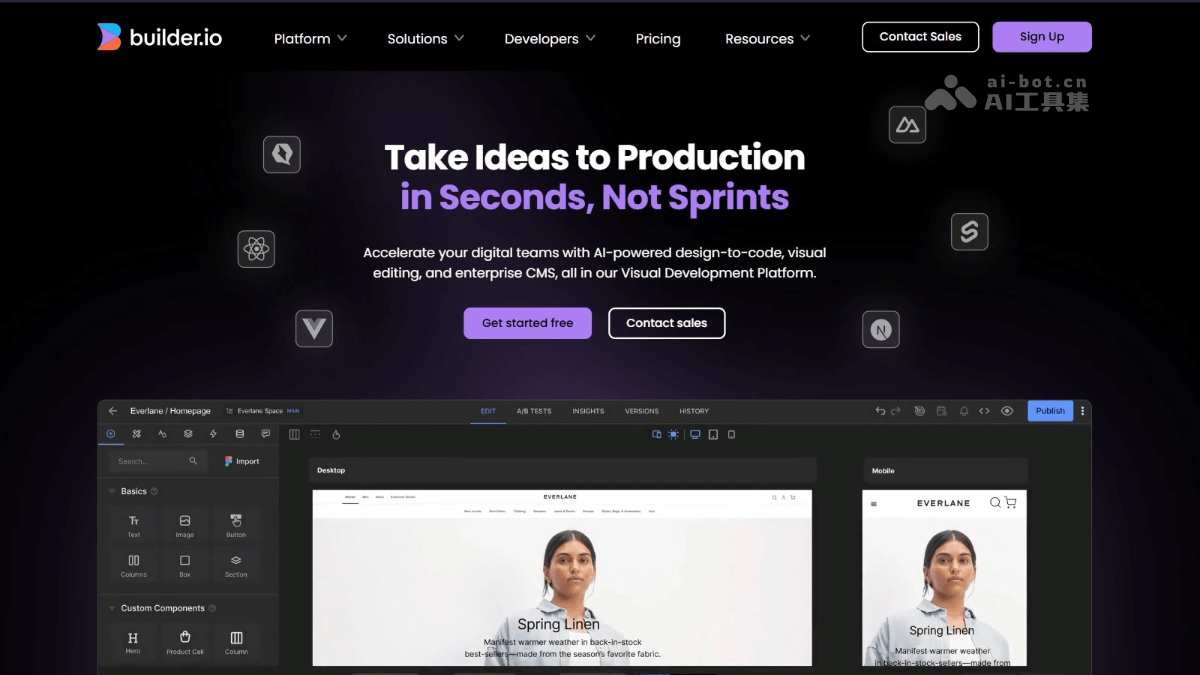 builder.io
Platform
Solutions
Developers
Pricing
Resources
Contact Sales
Sign Up
ai-bot.cn
AI工具集
Take Ideas to Production
in Seconds, Not Sprints
Accelerate your digital teams with AI-powered design-to-code, visual
editing, and enterprise CMS, all in our Visual Development Platform.
Get started free
Contact sales
N
Everlane / Homepage
Everlane Space MAIN
EDIT
A/B TESTS
INSIGHTS
VERSIONS
HISTORY
Publish
Search...
Import
Desktop
Mobile
Basics
EVERLANE
EVERLANE
Text
Image
Button
Columns
Box
Section
Custom Components
Hero
Product Cell
Column
Spring Linen
Manifest warmer weather in back-in-stock
best-sellers—made from the season's favorite fabric.
Spring Linen
Manifest warmer weather
in back-in-stock-sellers—made from